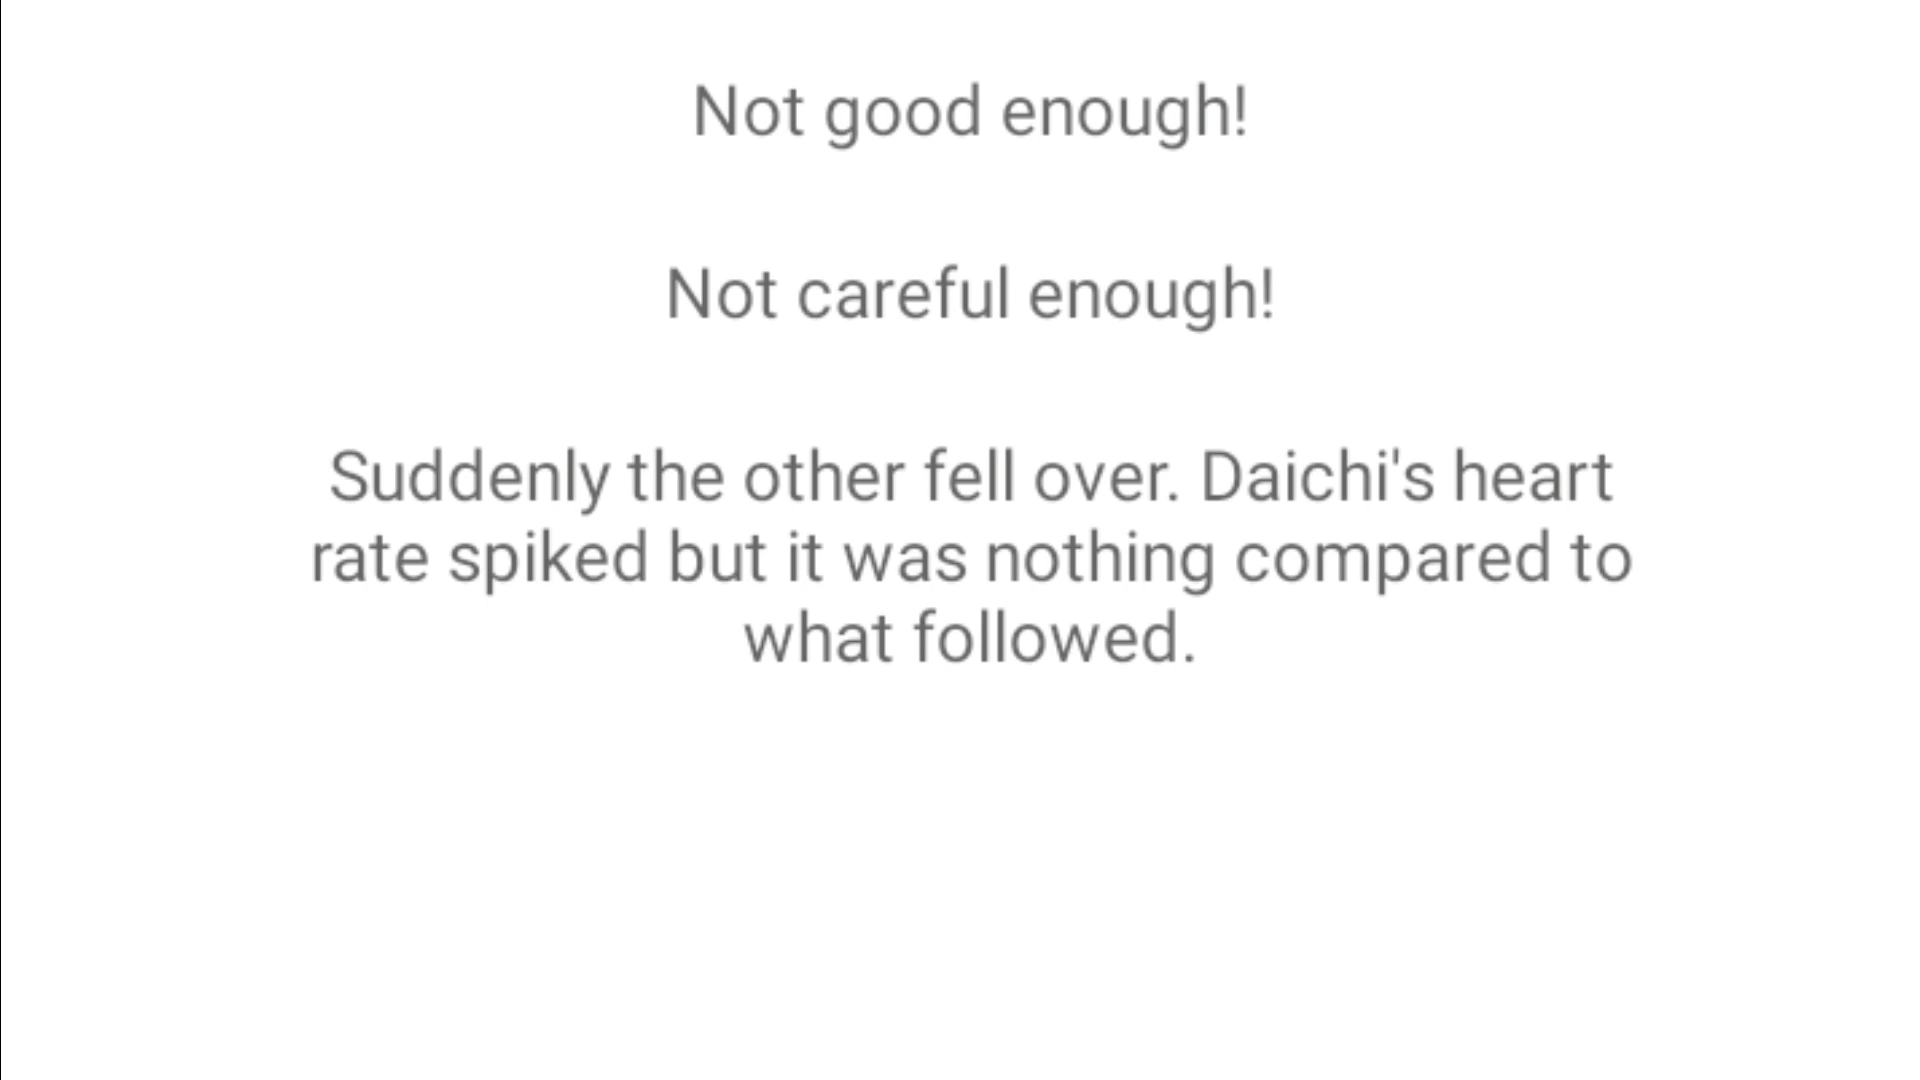 Not good enough!
Not careful enough!
Suddenly the other fell over. Daichi's heart
rate spiked but it was nothing compared to
what followed.